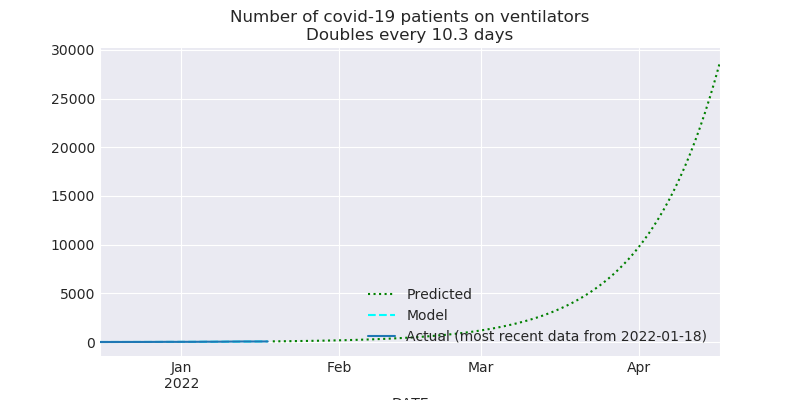 Number of covid-19 patients on ventilators
Doubles every 10.3 days
30000
25000
20000
15000
10000
5000
0
Predicted
Model
Actual (most recent data from 2022-01-18)
Jan
2022
Feb
Mar
Apr
DATE